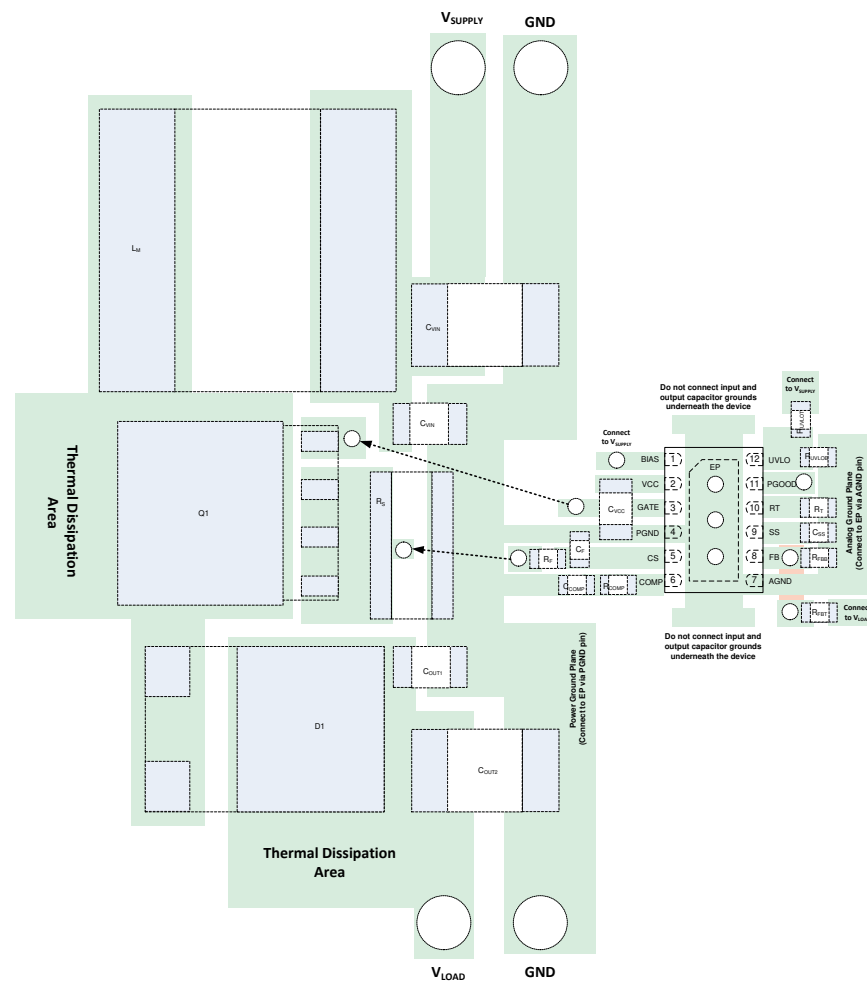 VSUPPLY
GND
LM
CVIN
CVIN
Thermal Dissipation
Area
Q1
RS
Do not connect input and
output capacitor grounds
underneath the device
Connect
to VSUPPLY
RUVLOT
Connect
to VSUPPLY
BIAS
1
EP
12
UVLO
RUVLOB
VCC
2
11
PGOOD
CVCC
GATE
3
10
RT
RT
PGND
4
9
SS
CSS
CF
RF
CS
5
8
FB
RFBB
CCOMP
RCOMP
COMP
6
7
AGND
Analog Ground Plane
(Connect to EP via AGND pin)
RFBT
Connect
to VLOAD
Do not connect input and
output capacitor grounds
underneath the device
COUT1
D1
COUT2
Power Ground Plane
(Connect to EP via PGND pin)
Thermal Dissipation
Area
VLOAD
GND